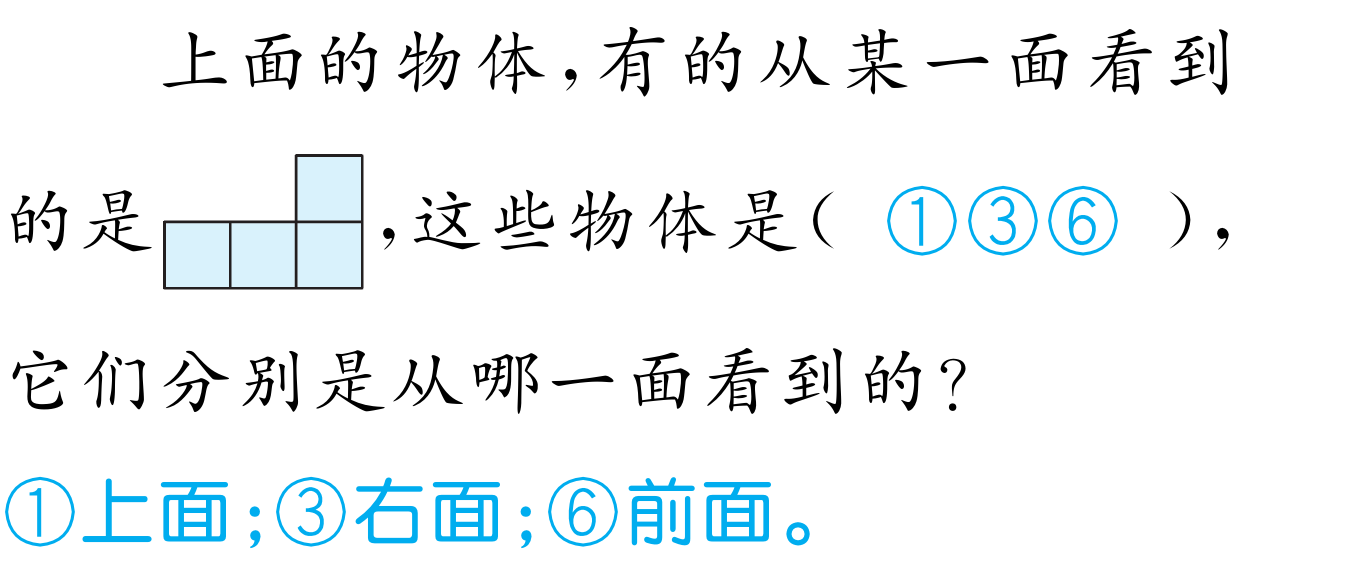 上面的物体,有的从某一面看到
的是,这些物体是( ①③⑥ ),
它们分别是从哪一面看到的?
①上面;③右面;⑥前面。